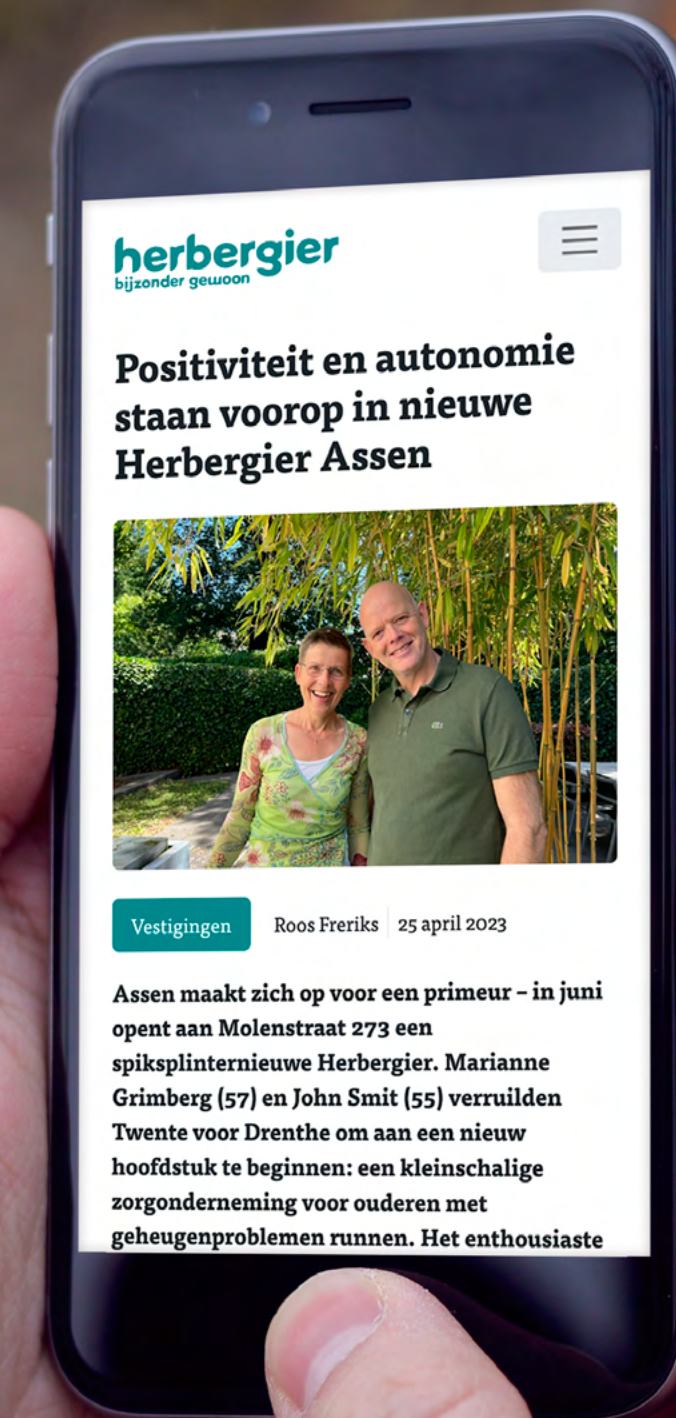 herbergier
bijzonder gewoon
Positiviteit en autonomie
staan voorop in nieuwe
Herbergier Assen
Vestigingen Roos Freriks 25 april 2023
Assen maakt zich op voor een primeur – in juni
opent aan Molenstraat 273 een
spiksplinternieuwe Herbergier. Marianne
Grimberg (57) en John Smit (55) verruilden
Twente voor Drenthe om aan een nieuw
hoofdstuk te beginnen: een kleinschalige
zorgonderneming voor ouderen met
geheugenproblemen runnen. Het enthousiaste